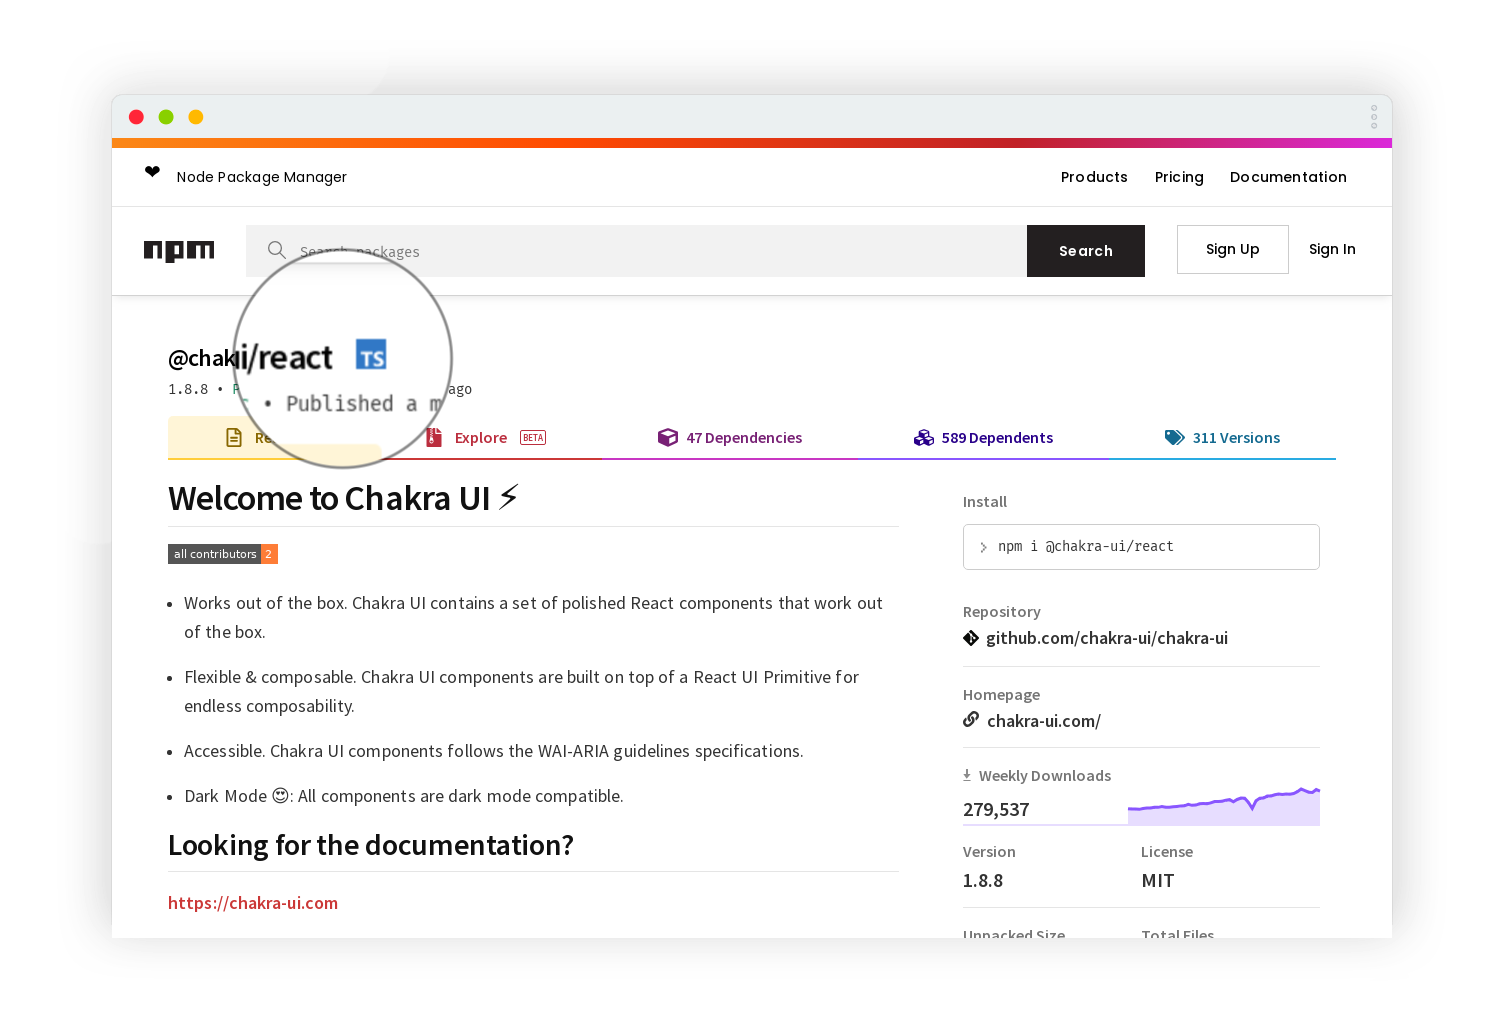 ❤ Node Package Manager
Products Pricing Documentation
npm
Search packages
Search
Sign Up
Sign In
@chakui/react TS
1.8.8 • • Published a m ago
Explore BETA
47 Dependencies
589 Dependents
311 Versions
Welcome to Chakra UI ⚡
all contributors 2
• Works out of the box. Chakra UI contains a set of polished React components that work out
of the box.
• Flexible & composable. Chakra UI components are built on top of a React UI Primitive for
endless composability.
• Accessible. Chakra UI components follows the WAI-ARIA guidelines specifications.
• Dark Mode 😍: All components are dark mode compatible.
Looking for the documentation?
https://chakra-ui.com
Install
> npm i @chakra-ui/react
Repository
github.com/chakra-ui/chakra-ui
Homepage
chakra-ui.com/
Weekly Downloads
279,537
Version License
1.8.8 MIT
Unpacked Size Total Files